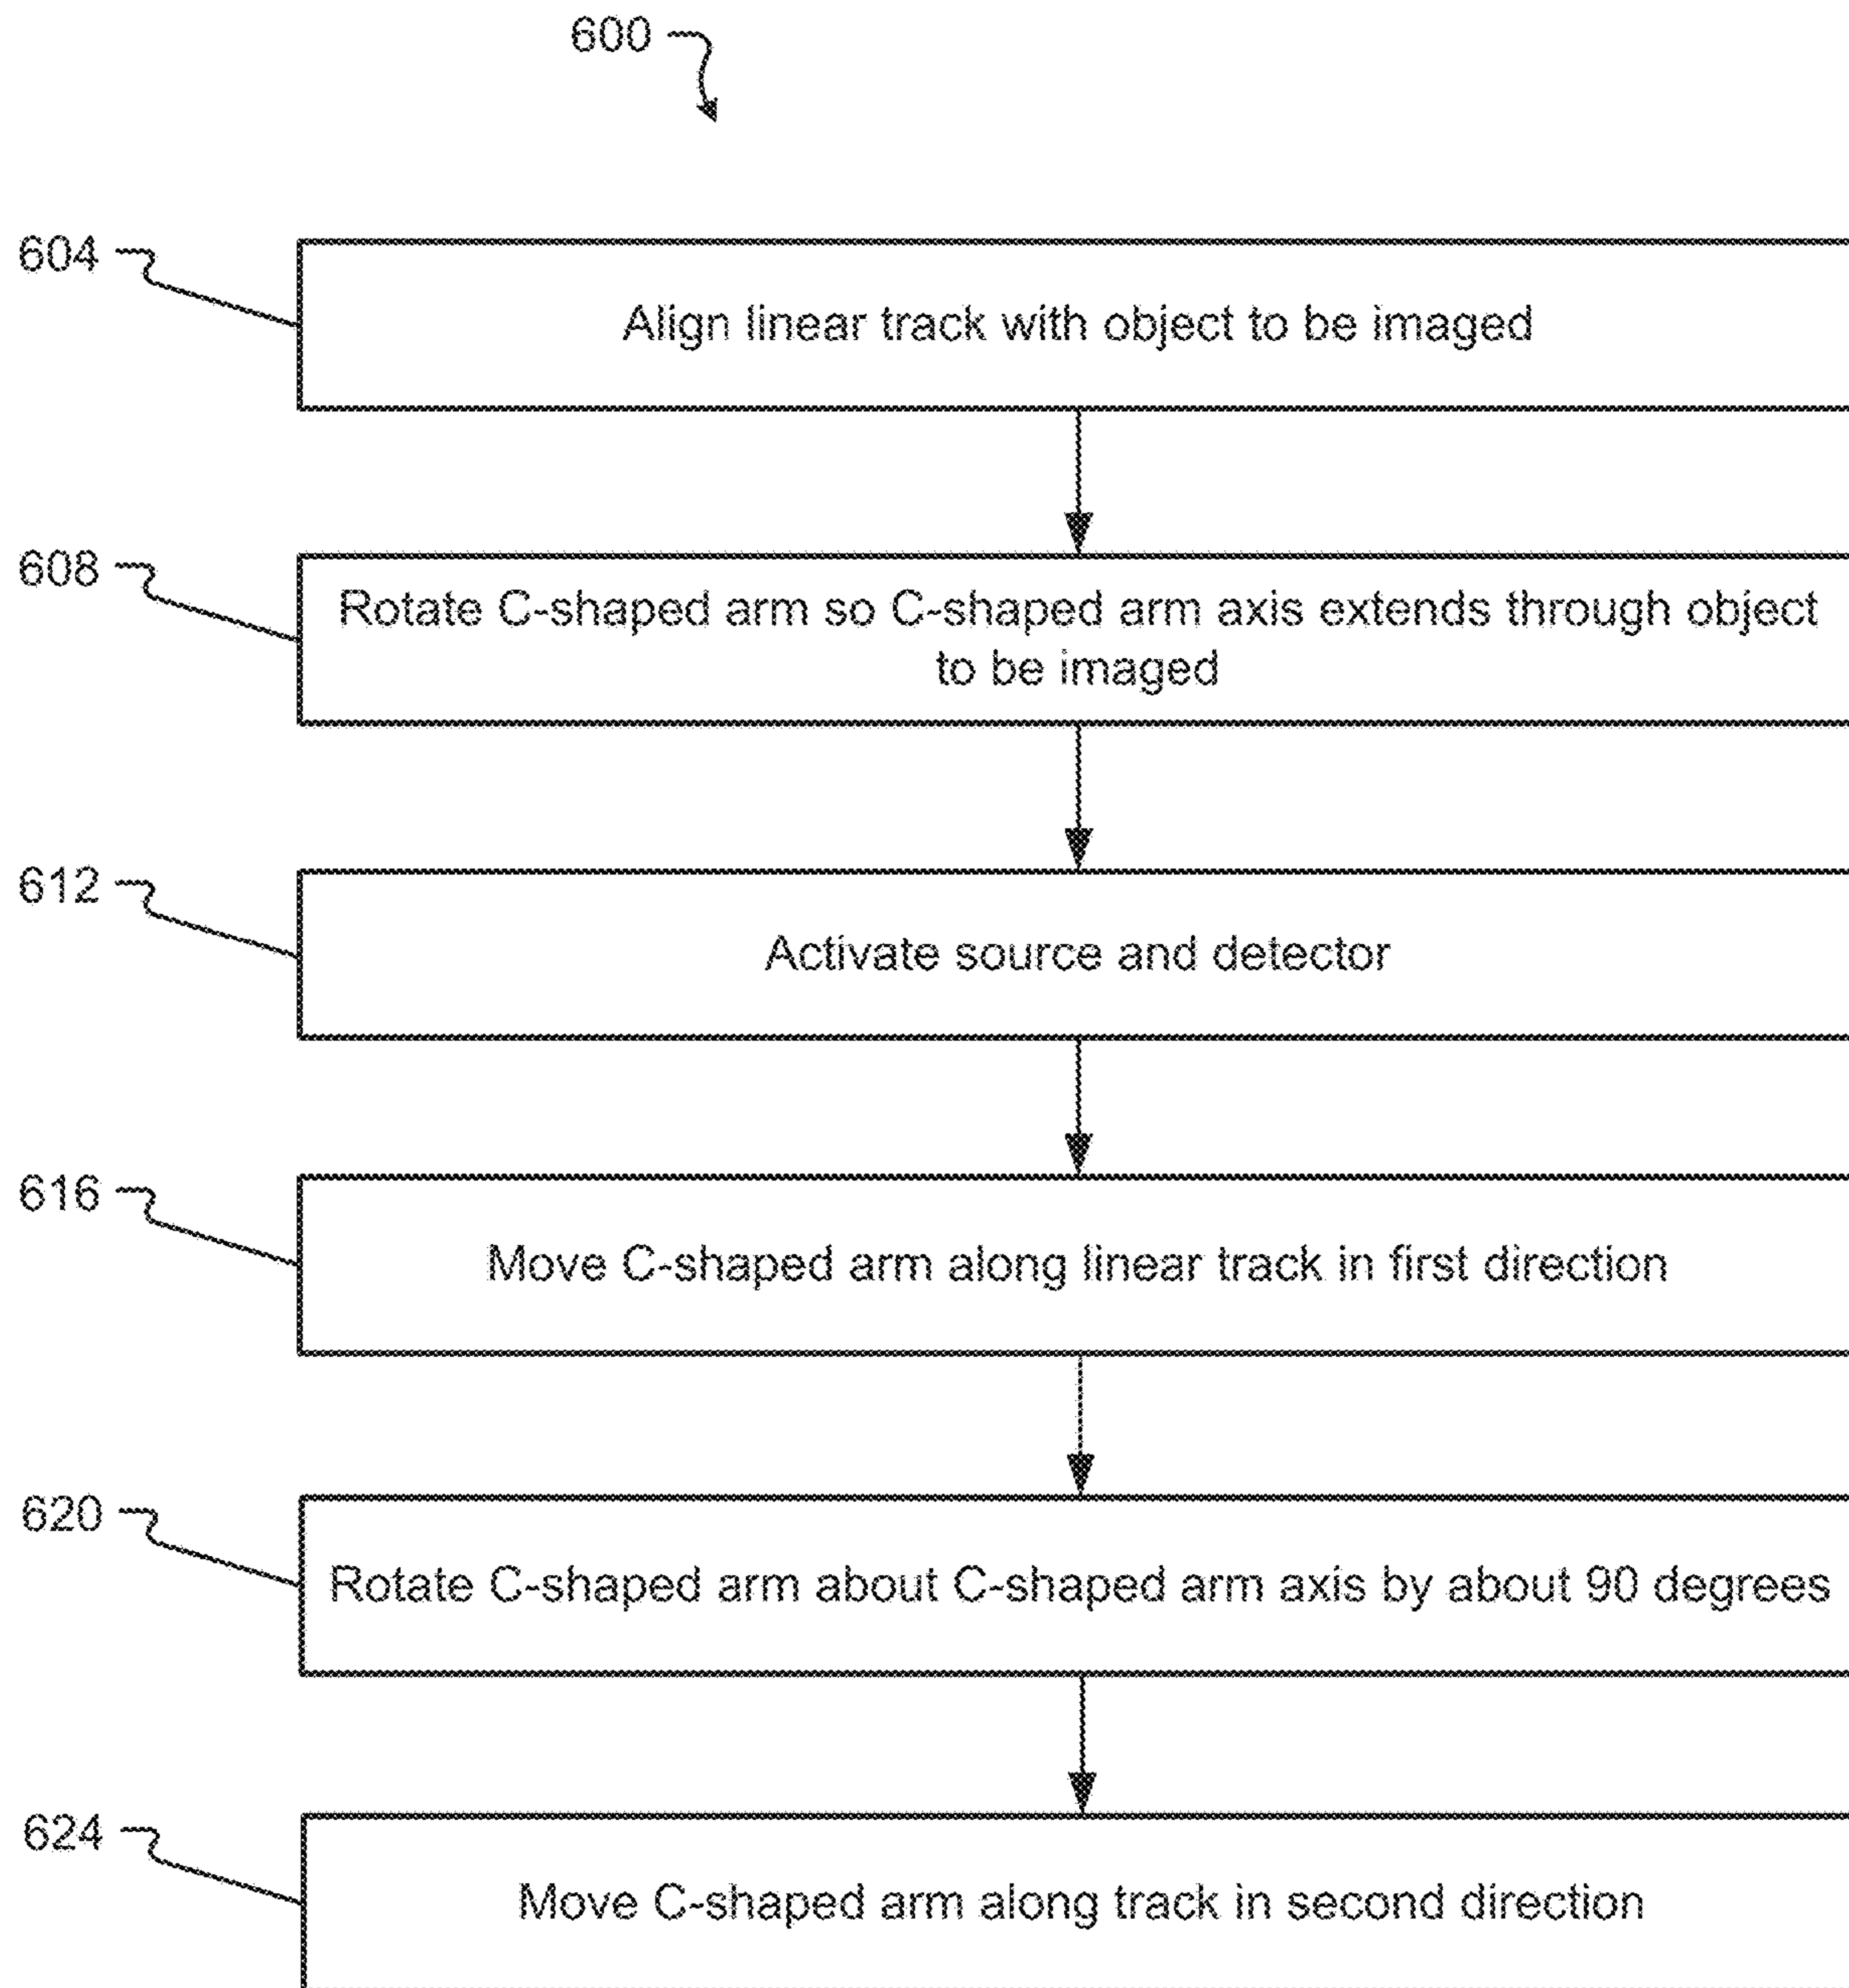 600
604
Align linear track with object to be imaged
608
Rotate C-shaped arm so C-shaped arm axis extends through object
to be imaged
612
Activate source and detector
616
Move C-shaped arm along linear track in first direction
620
Rotate C-shaped arm about C-shaped arm axis by about 90 degrees
624
Move C-shaped arm along track in second direction